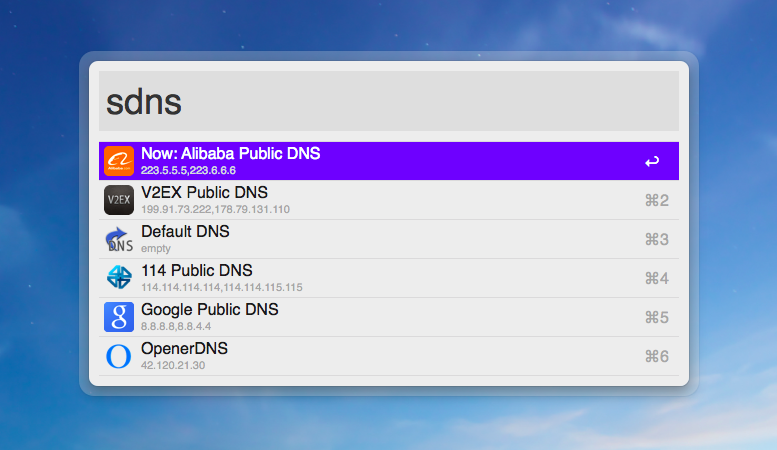 sdns
Now: Alibaba Public DNS
223.5.5.5,223.6.6.6
V2EX
V2EX Public DNS
199.91.73.222,178.79.131.110
⌘2
DNS
Default DNS
empty
⌘3
114 Public DNS
114.114.114.114,114.114.115.115
⌘4
g
Google Public DNS
8.8.8.8,8.8.4.4
⌘5
O
OpenerDNS
42.120.21.30
⌘6